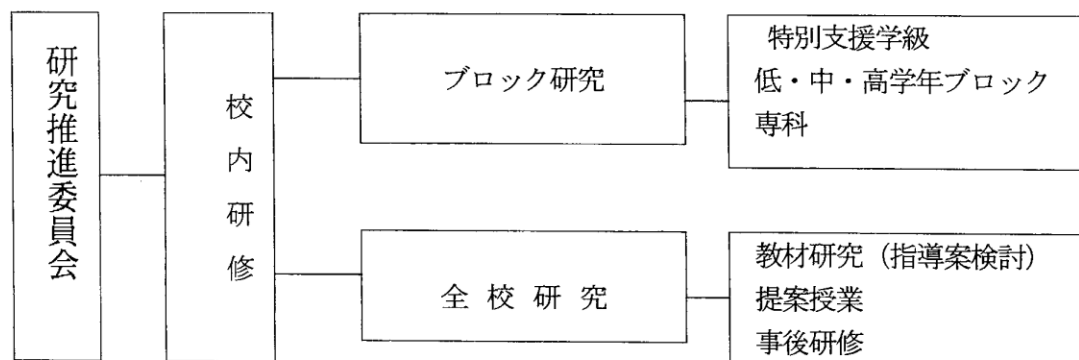 研究推進委員会
校内研修
ブロック研究
特別支援学級
低・中・高学年ブロック
専科
全校研究
教材研究（指導案検討）
提案授業
事後研修